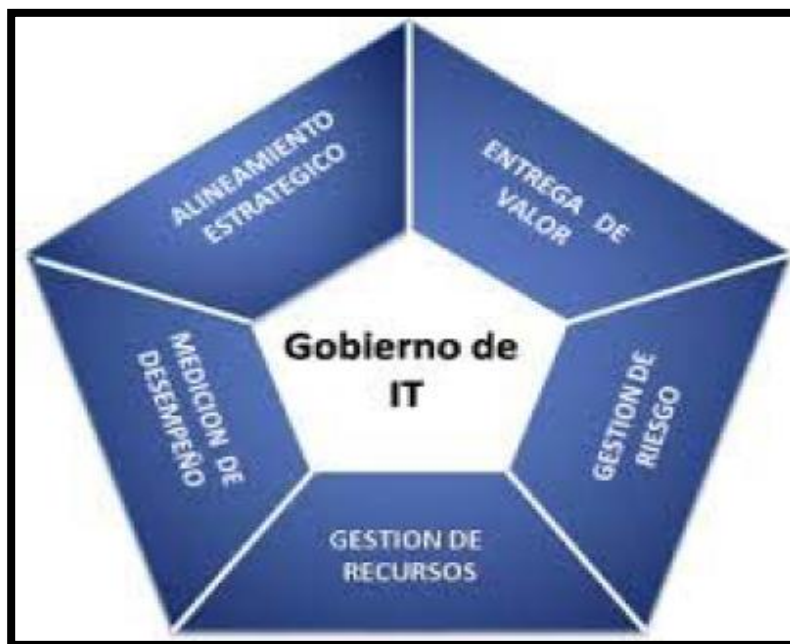 ALINEAMIENTO
ESTRATEGICO
ENTREGA DE
VALOR
Gobierno de
IT
MEDICION DE
DESEMPEÑO
GESTION DE
RIESGO
GESTION DE
RECURSOS